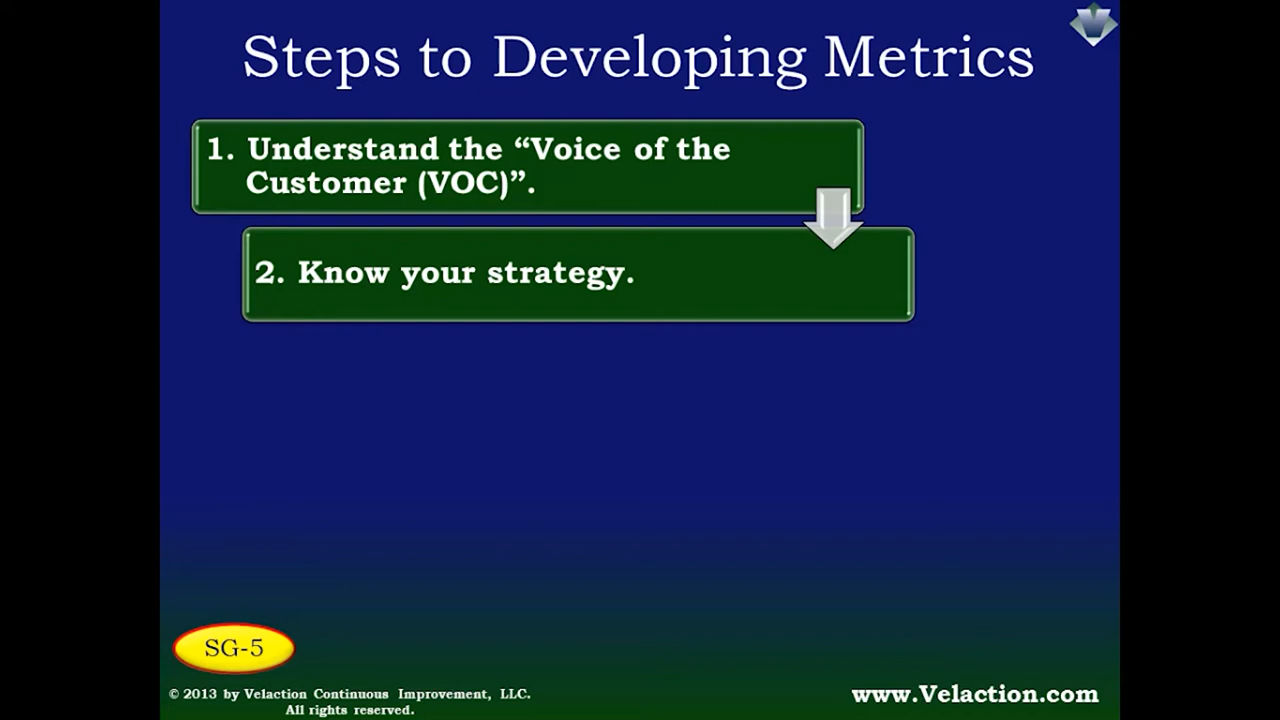 Steps to Developing Metrics
1. Understand the “Voice of the
Customer (VOC)”.
2. Know your strategy.
SG-5
© 2013 by Velaction Continuous Improvement, LLC.
All rights reserved.
www.Velaction.com